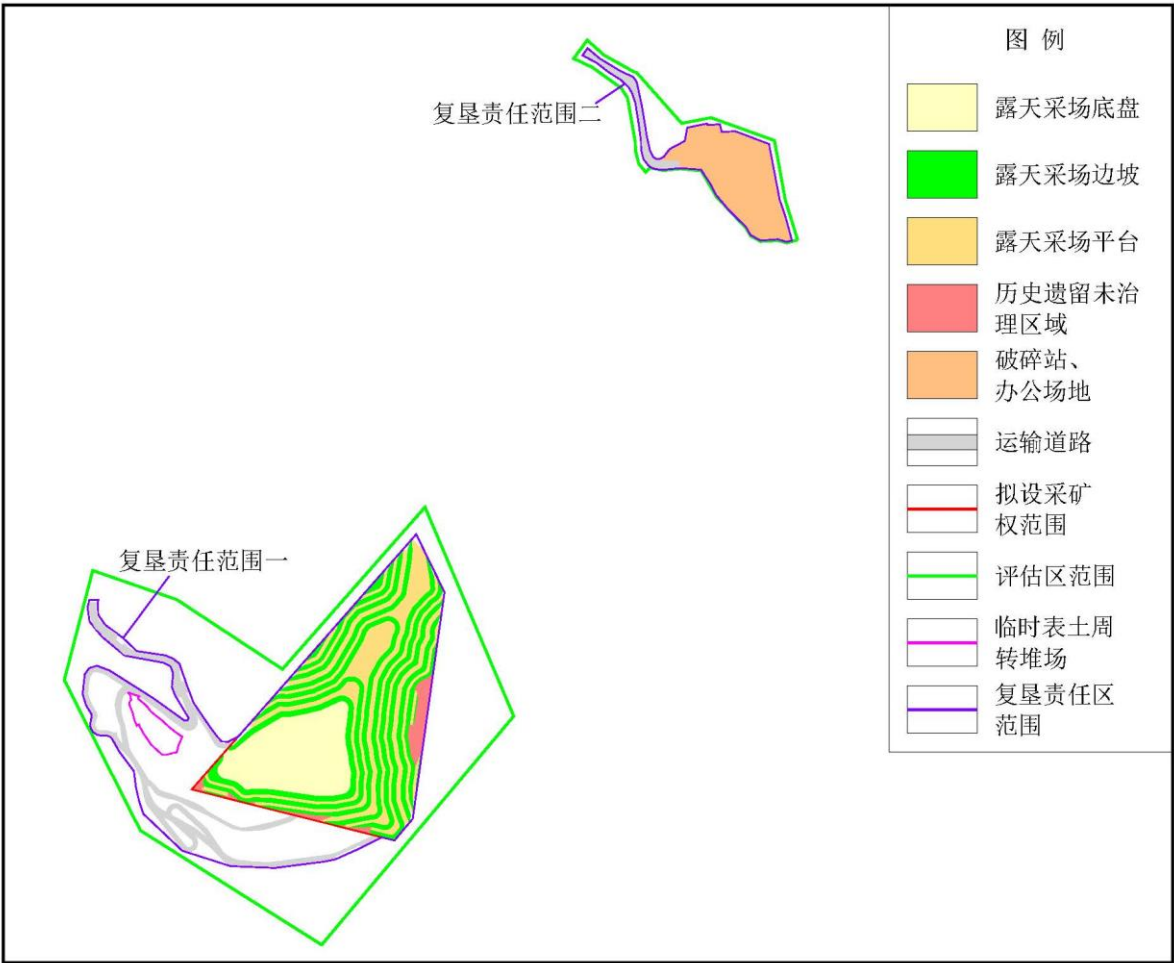 复垦责任范围二
复垦责任范围一
图 例
露天采场底盘
露天采场边坡
露天采场平台
历史遗留未治
理区域
破碎站、
办公场地
运输道路
拟设采矿
权范围
评估区范围
临时表土周
转堆场
复垦责任区
范围